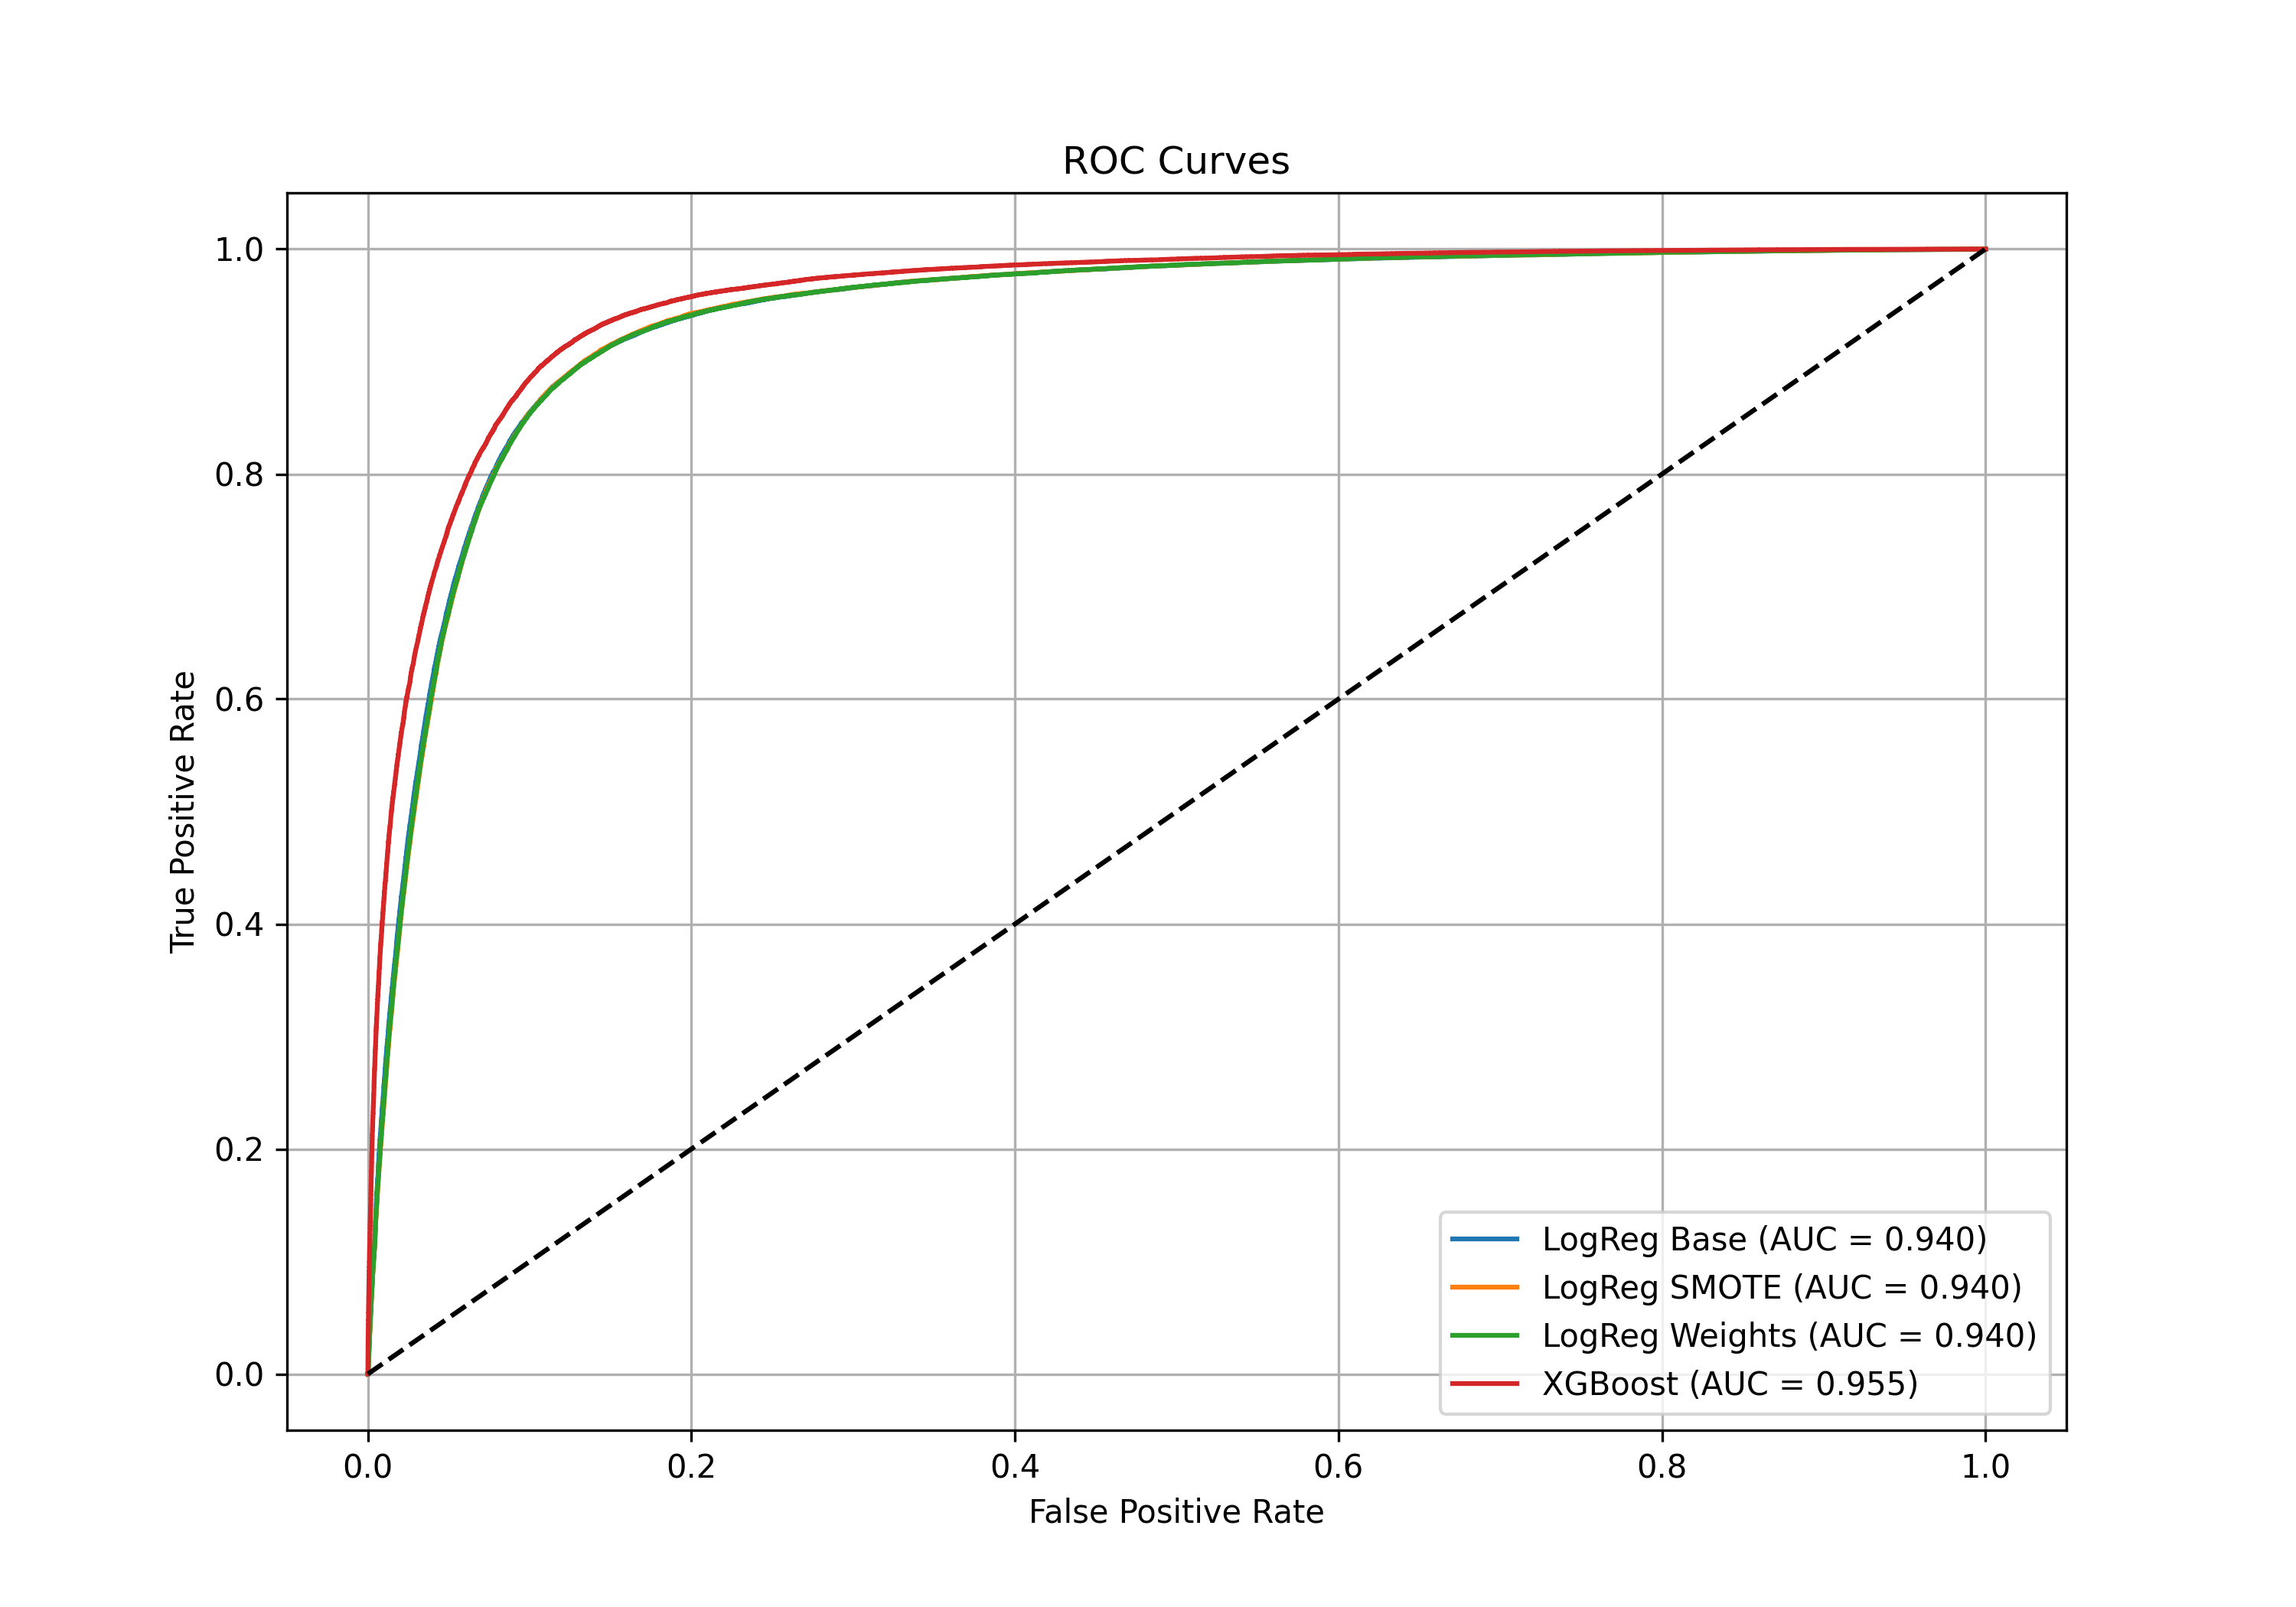 ROC Curves
1.0
0.8
0.6
0.4
0.2
0.0
True Positive Rate
0.0 0.2 0.4 0.6 0.8 1.0
False Positive Rate
LogReg Base (AUC = 0.940)
LogReg SMOTE (AUC = 0.940)
LogReg Weights (AUC = 0.940)
XGBoost (AUC = 0.955)